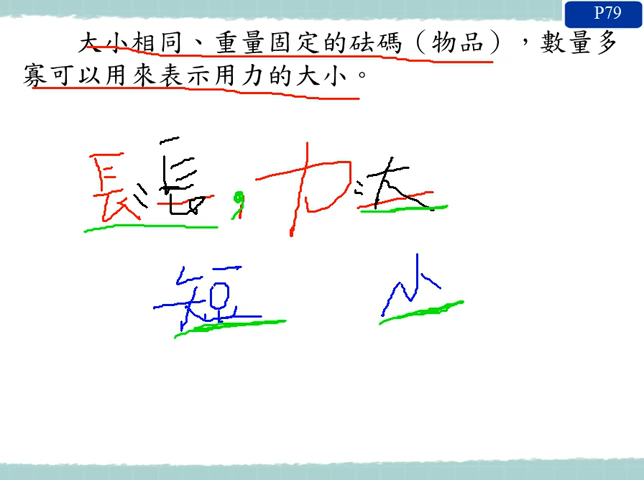 P79
大小相同、重量固定的砝碼（物品），數量多
寡可以用來表示用力的大小。
長:長,力:大
短 小